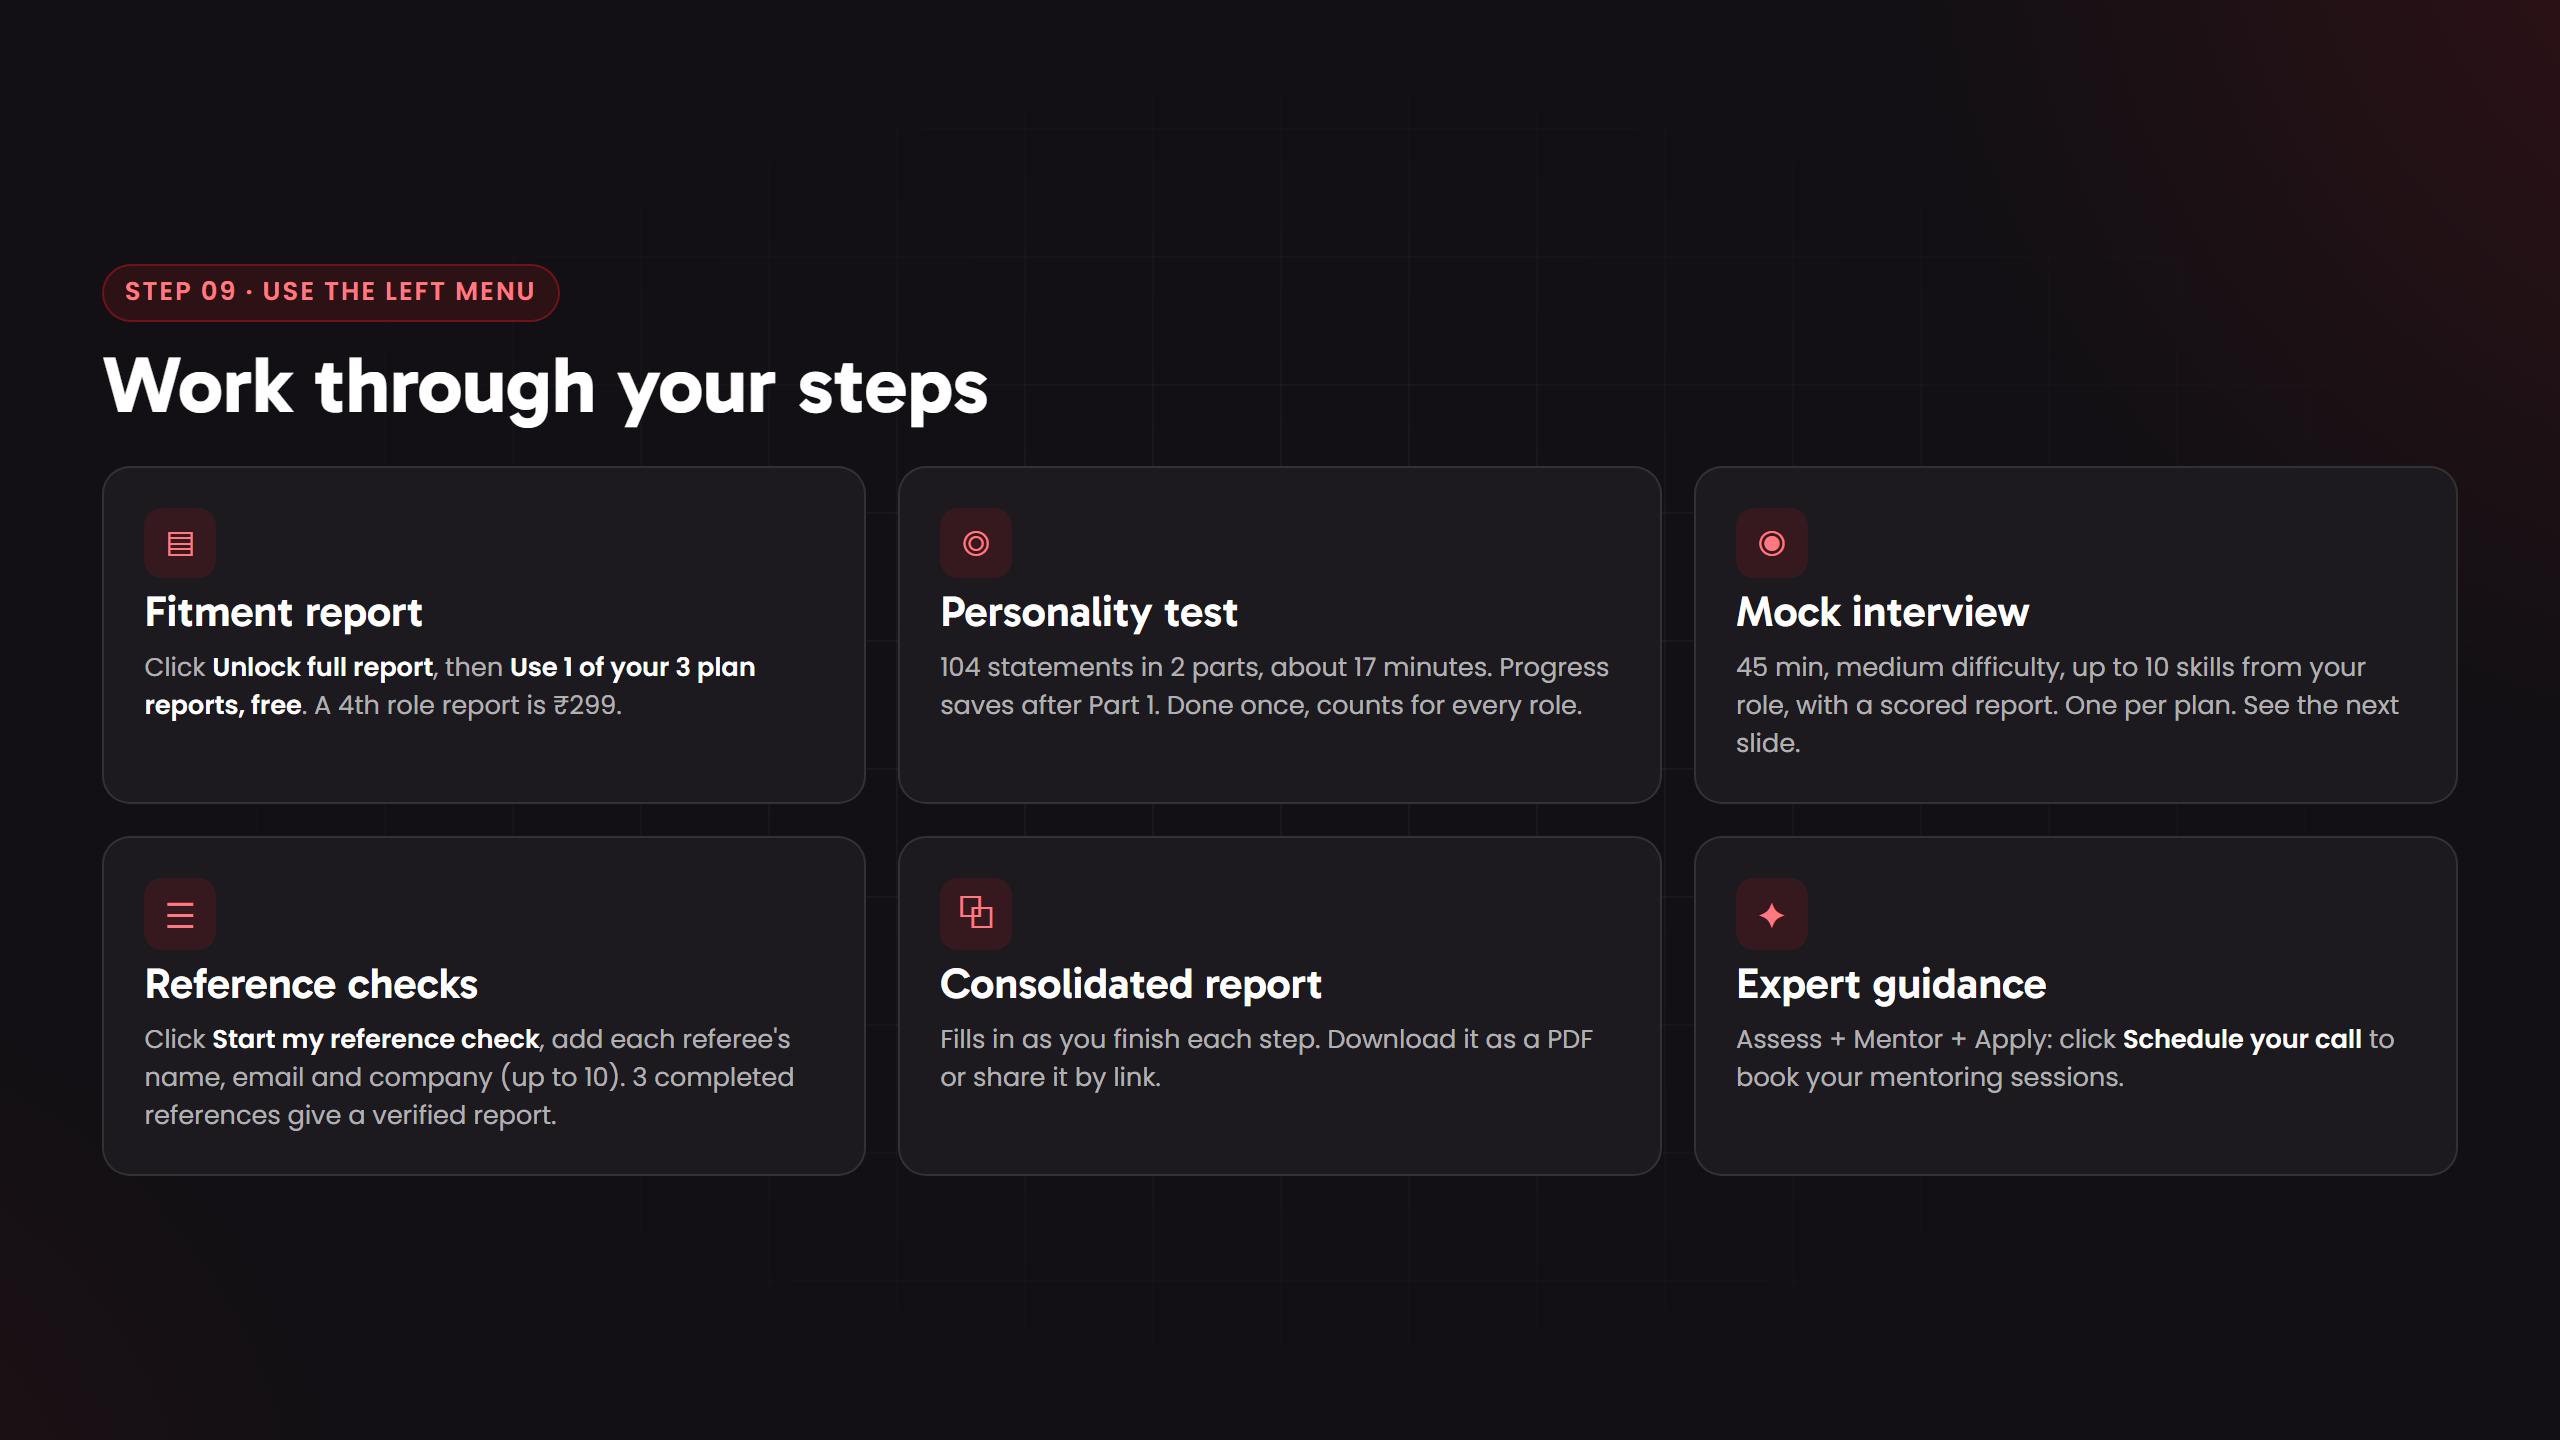 STEP 09 · USE THE LEFT MENU
Work through your steps
Fitment report
Click Unlock full report, then Use 1 of your 3 plan
reports, free. A 4th role report is ₹299.
Personality test
104 statements in 2 parts, about 17 minutes. Progress
saves after Part 1. Done once, counts for every role.
Mock interview
45 min, medium difficulty, up to 10 skills from your
role, with a scored report. One per plan. See the next
slide.
Reference checks
Click Start my reference check, add each referee's
name, email and company (up to 10). 3 completed
references give a verified report.
Consolidated report
Fills in as you finish each step. Download it as a PDF
or share it by link.
Expert guidance
Assess + Mentor + Apply: click Schedule your call to
book your mentoring sessions.